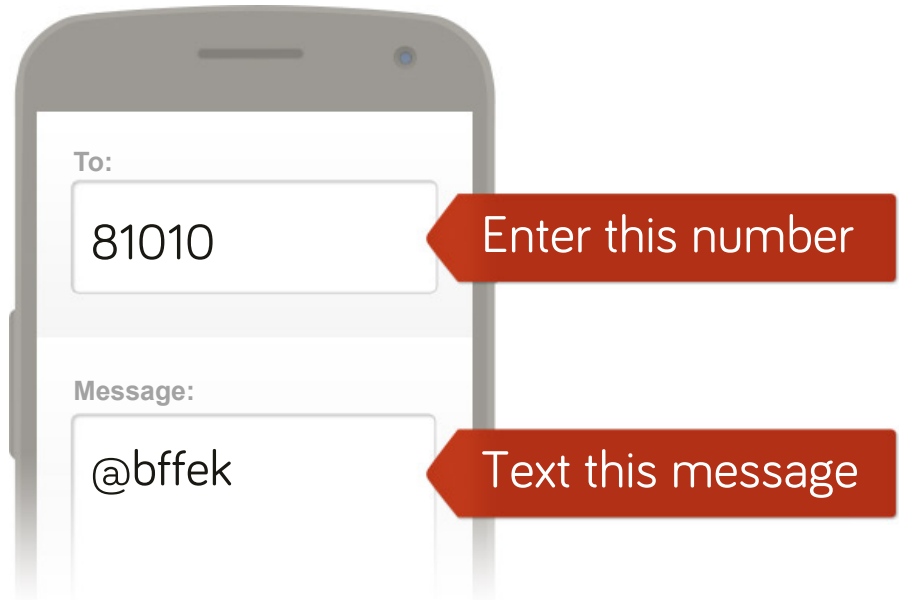 To:
81010
Enter this number
Message:
@bffek
Text this message